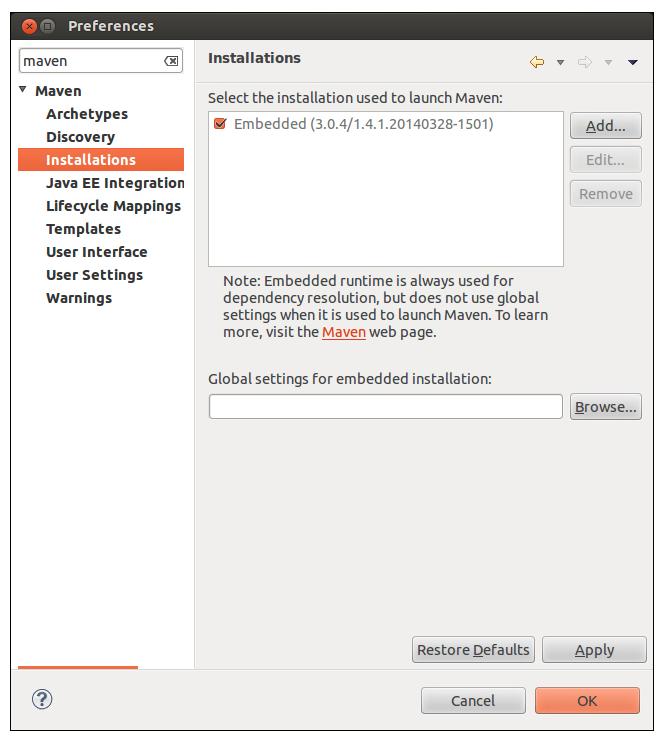 Preferences
maven
Maven
Archetypes
Discovery
Installations
Java EE Integration
Lifecycle Mappings
Templates
User Interface
User Settings
Warnings
Installations
Select the installation used to launch Maven:
Embedded (3.0.4/1.4.1.20140328-1501)
Add...
Edit...
Remove
Note: Embedded runtime is always used for
dependency resolution, but does not use global
settings when it is used to launch Maven. To learn
more, visit the Maven web page.
Global settings for embedded installation:
Browse...
Restore Defaults
Apply
?
Cancel
OK